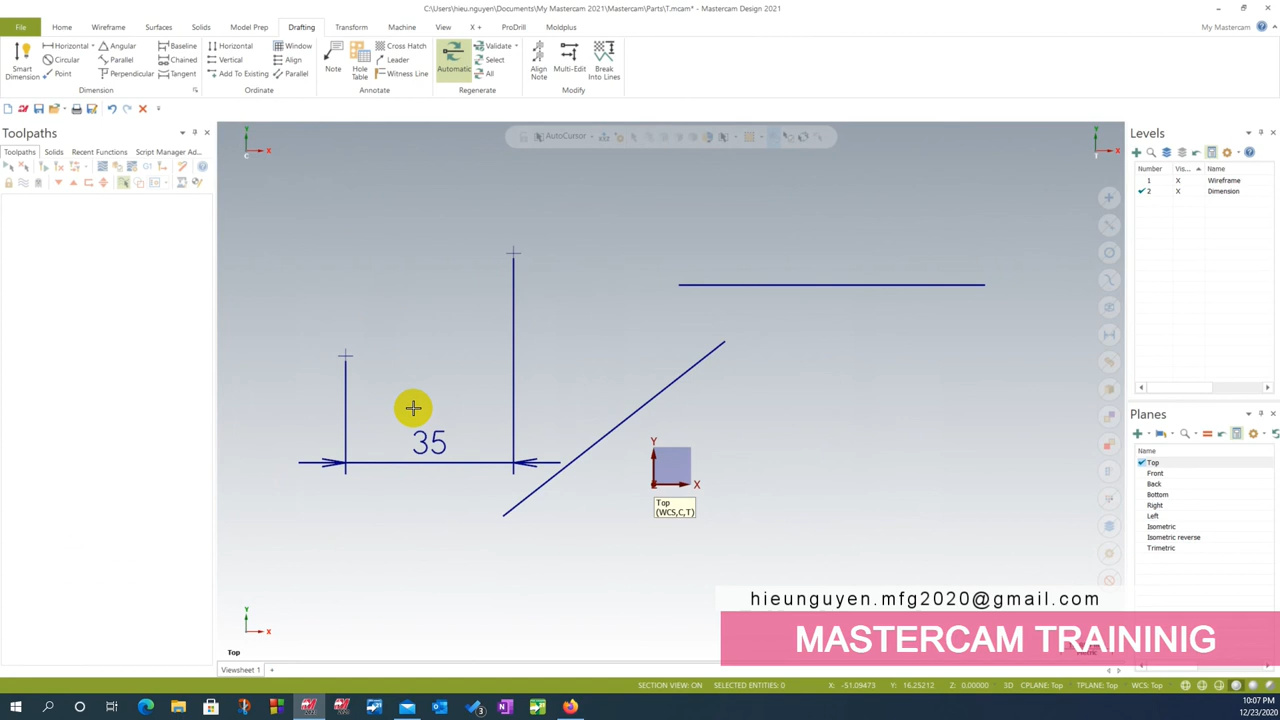 C:\Users\hieu.nguyen\Documents\My Mastercam 2021\Mastercam\Parts\T.mcam* - Mastercam Design 2021
File Home Wireframe Surfaces Solids Model Prep Drafting Transform Machine View X + ProDrill Moldplus My Mastercam
Smart Dimension
Horizontal Angular Baseline
Circular Parallel Chained
Point Perpendicular Tangent
Dimension
Horizontal Window
Vertical Align
Add To Existing Parallel
Ordinate
Note Hole Table
Cross Hatch
Leader
Witness Line
Annotate
Automatic
Validate
Select
All
Regenerate
Align Note Multi-Edit Break Into Lines
Modify
Toolpaths
Toolpaths Solids Recent Functions Script Manager Ad...
G1
AutoCursor
Y
X
C
Y
X
T
35
Y
X
Top
(WCS,C,T)
Y
X
Top
Viewsheet 1 +
Levels
Number Vis... Name
1 X Wireframe
2 X Dimension
Planes
Name
Top
Front
Back
Bottom
Right
Left
Isometric
Isometric reverse
Trimetric
hieunguyen.mfg2020@gmail.com
MASTERCAM TRAININIG
SECTION VIEW: ON SELECTED ENTITIES: 0 X: -51.09473 Y: 16.25212 Z: 0.00000 3D CPLANE: Top TPLANE: Top WCS: Top
10:07 PM
12/23/2020